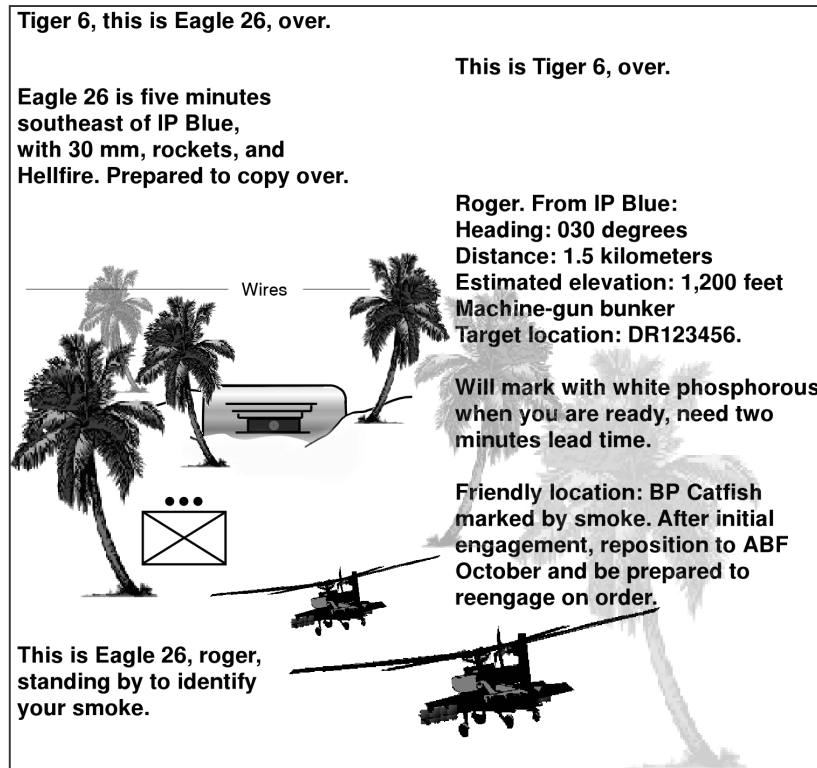 Tiger 6, this is Eagle 26, over.
This is Tiger 6, over.
Eagle 26 is five minutes
southeast of IP Blue,
with 30 mm, rockets, and
Hellfire. Prepared to copy over.
Roger. From IP Blue:
Heading: 030 degrees
Distance: 1.5 kilometers
Estimated elevation: 1,200 feet
Machine-gun bunker
Target location: DR123456.
Wires
Will mark with white phosphorous
when you are ready, need two
minutes lead time.
Friendly location: BP Catfish
marked by smoke. After initial
engagement, reposition to ABF
October and be prepared to
reengage on order.
This is Eagle 26, roger,
standing by to identify
your smoke.